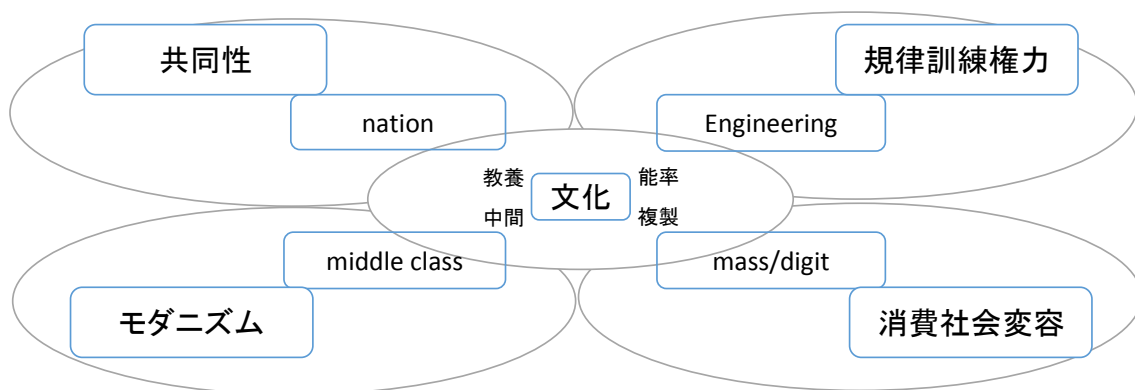 共同性
規律訓練権力
nation
Engineering
教養
能率
文化
中間
複製
middle class
mass/digit
モダニズム
消費社会変容